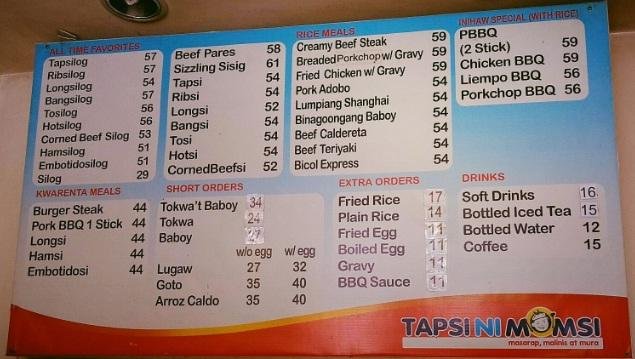 ALL TIME FAVORITES
Tapsilog 57
Ribsilog 57
Longsilog 54
Bangsilog 57
Tosilog 56
Hotsilog 56
Corned Beef Silog 53
Hamsilog 51
Embotidosilog 51
Silog 29
Beef Pares 58
Sizzling Sisig 61
Tapsi 54
Ribsi 54
Longsi 52
Bangsi 54
Tosi 54
Hotsi 54
CornedBeefsi 52
RICE MEALS
Creamy Beef Steak 59
Breaded Porkchop w/ Gravy 59
Fried Chicken w/ Gravy 59
Pork Adobo 54
Lumpiang Shanghai 54
Binagoongang Baboy 54
Beef Caldereta 54
Beef Teriyaki 54
Bicol Express 54
INIHAW SPECIAL (WITH RICE)
PBBQ
(2 Stick) 59
Chicken BBQ 59
Liempo BBQ 56
Porkchop BBQ 56
KWARENTA MEALS
Burger Steak 44
Pork BBQ 1 Stick 44
Longsi 44
Hamsi 44
Embotidosi 44
SHORT ORDERS
Tokwa't Baboy 34
Tokwa 24
Baboy 27
w/o egg w/ egg
Lugaw 27 32
Goto 35 40
Arroz Caldo 35 40
EXTRA ORDERS
Fried Rice 17
Plain Rice 14
Fried Egg 11
Boiled Egg 11
Gravy 11
BBQ Sauce 11
DRINKS
Soft Drinks 16
Bottled Iced Tea 15
Bottled Water 12
Coffee 15
TAPSI NI MOMSI
masarap, malinis at mura